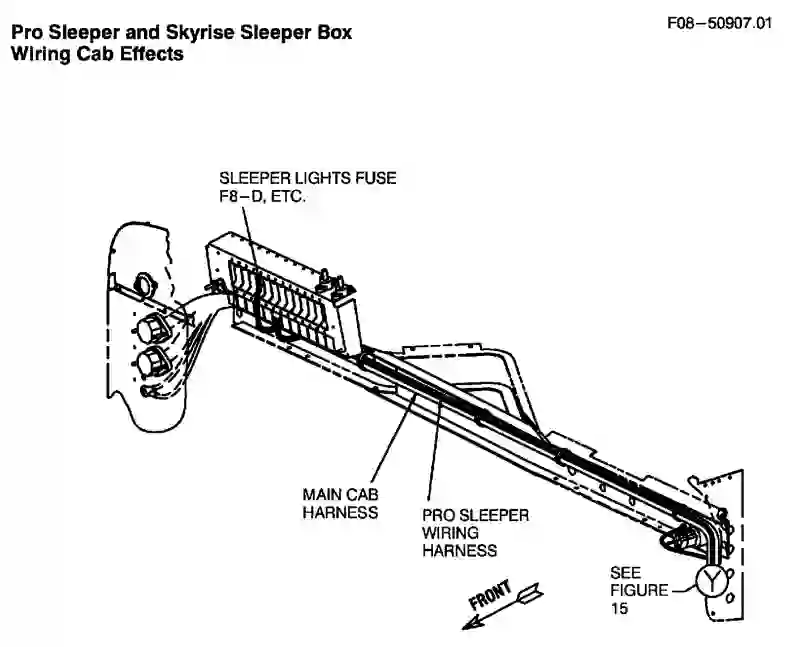 Pro Sleeper and Skyrise Sleeper Box
Wiring Cab Effects
F08-50907.01
SLEEPER LIGHTS FUSE
F8-D, ETC.
MAIN CAB
HARNESS
PRO SLEEPER
WIRING
HARNESS
SEE
FIGURE
15
Y
FRONT